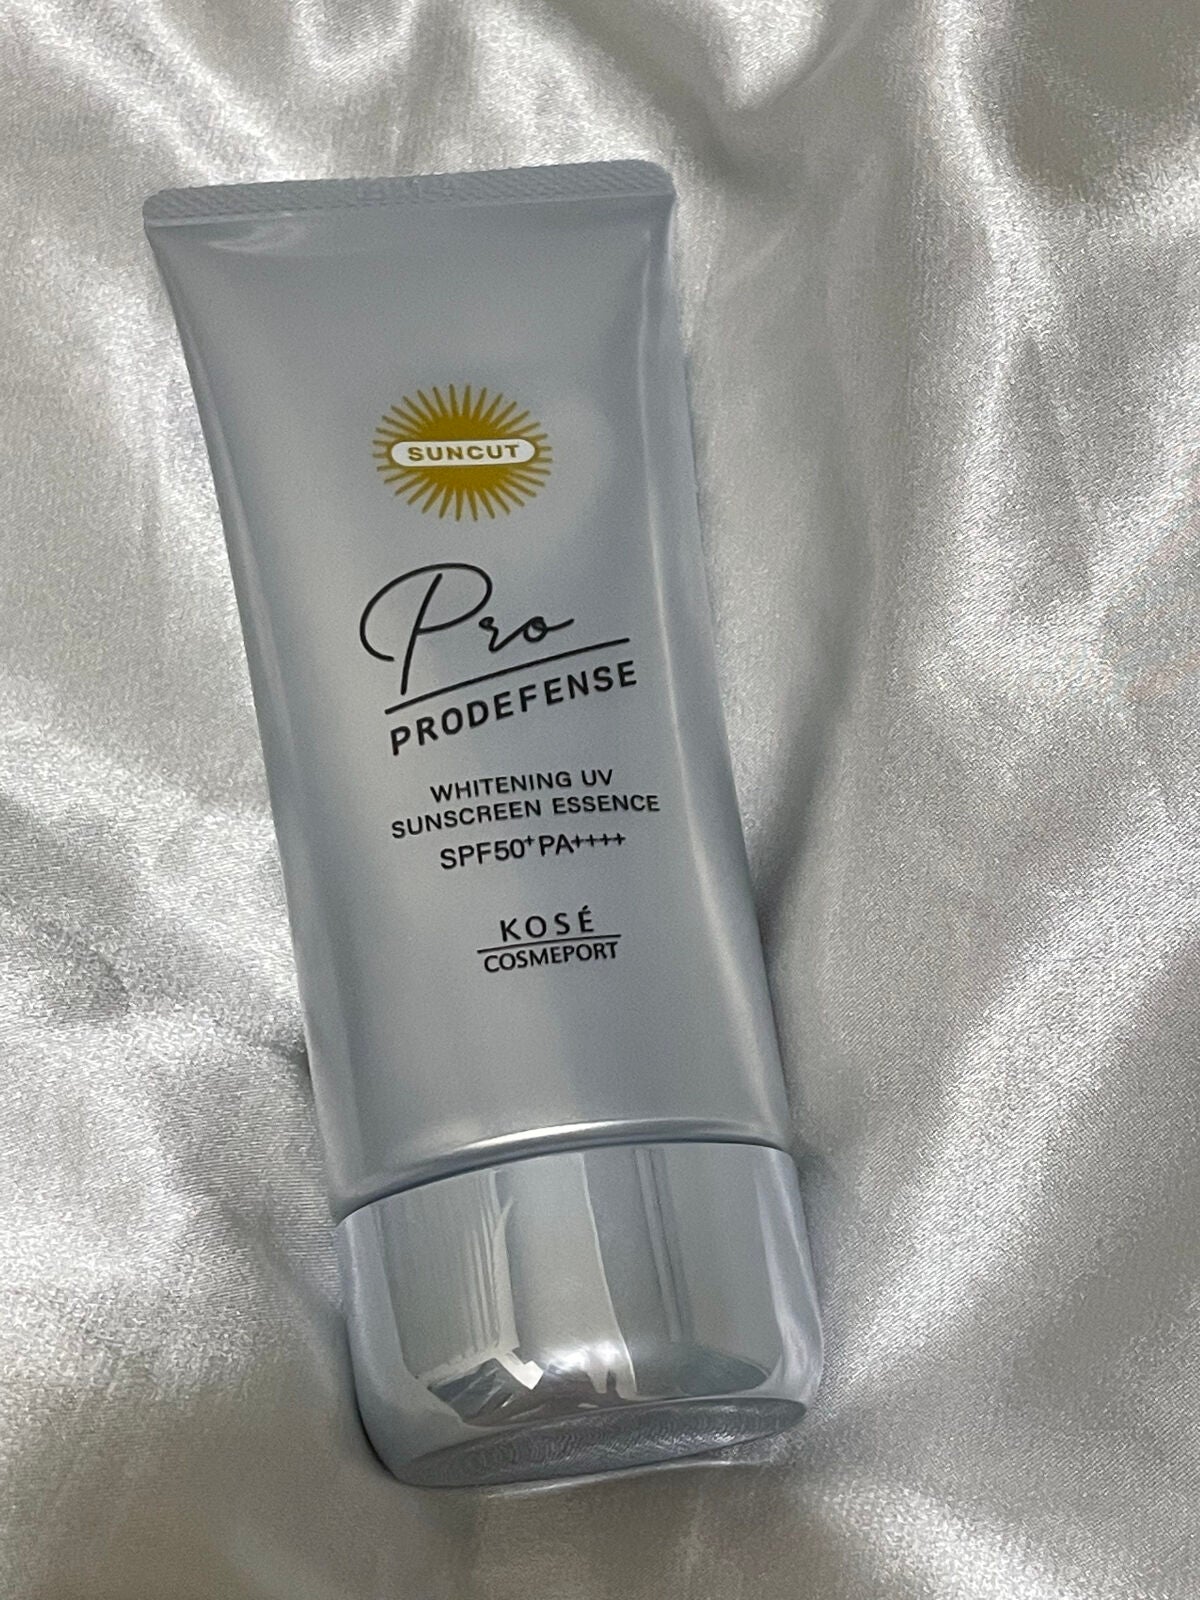 SUNCUT
Pro
PRODEFENSE
WHITENING UV
SUNSCREEN ESSENCE
SPF50+ PA++++
KOSÉ
COSMEPORT